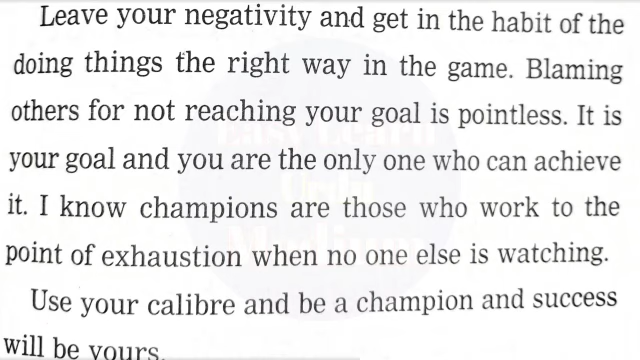 Leave your negativity and get in the habit of the
doing things the right way in the game. Blaming
others for not reaching your goal is pointless. It is
your goal and you are the only one who can achieve
it. I know champions are those who work to the
point of exhaustion when no one else is watching.
Use your calibre and be a champion and success
will be yours.